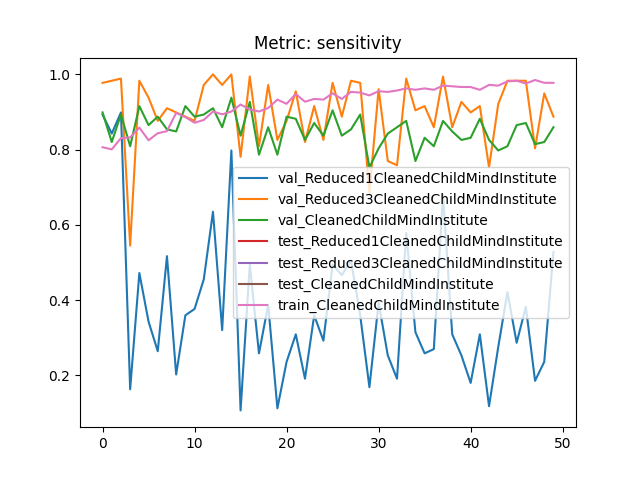 Metric: sensitivity
1.0
0.8
0.6
0.4
0.2
val_Reduced1CleanedChildMindInstitute
val_Reduced3CleanedChildMindInstitute
val_CleanedChildMindInstitute
test_Reduced1CleanedChildMindInstitute
test_Reduced3CleanedChildMindInstitute
test_CleanedChildMindInstitute
train_CleanedChildMindInstitute
0 10 20 30 40 50